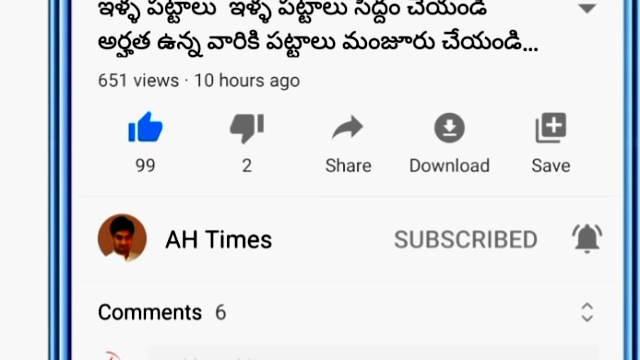 ఇళ్ళ పట్టాలు ఇళ్ళ పట్టాలు సిద్దం చేయండి
అర్హత ఉన్న వారికి పట్టాలు మంజూరు చేయండి...
651 views · 10 hours ago
99 2 Share Download Save
AH Times SUBSCRIBED
Comments 6